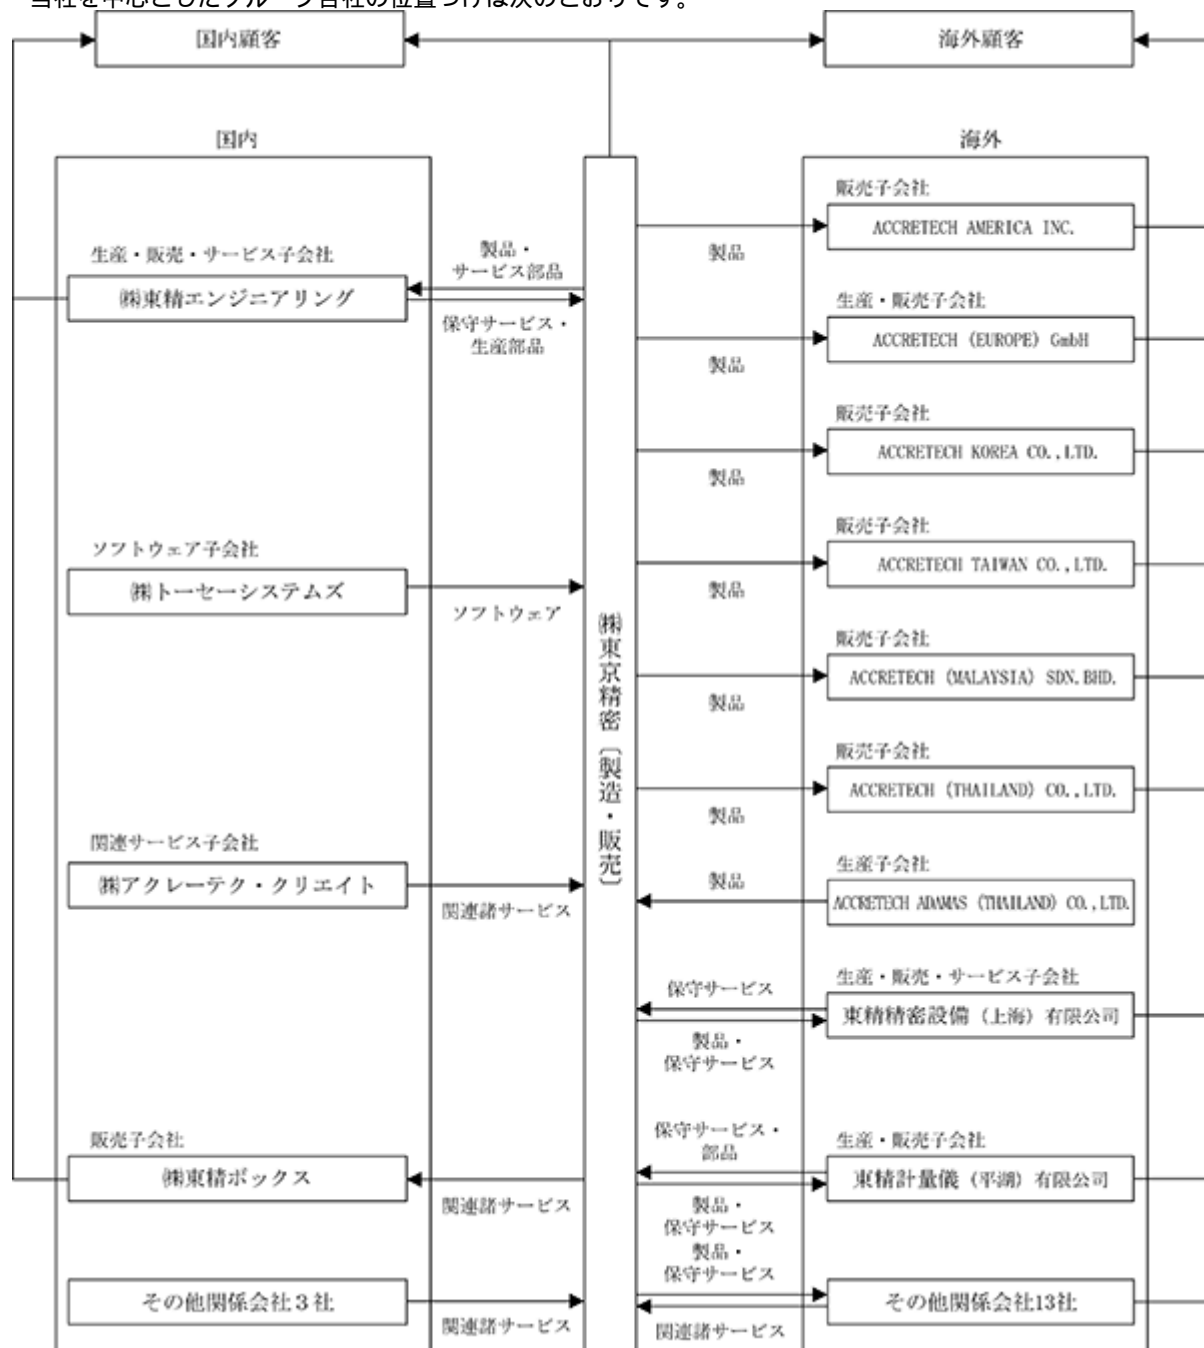 当社を中心としたグループ各社の位置づけは次のとおりです。
国内顧客
海外顧客
国内
海外
生産・販売・サービス子会社
㈱東精エンジニアリング
製品・
サービス部品
保守サービス・
生産部品
ソフトウェア子会社
㈱トーセーシステムズ
ソフトウェア
関連サービス子会社
㈱アクレーテク・クリエイト
関連諸サービス
販売子会社
㈱東精ボックス
関連諸サービス
その他関係会社3社
関連諸サービス
㈱東京精密〔製造・販売〕
販売子会社
ACCRETECH AMERICA INC.
製品
生産・販売子会社
ACCRETECH (EUROPE) GmbH
製品
販売子会社
ACCRETECH KOREA CO.,LTD.
製品
販売子会社
ACCRETECH TAIWAN CO.,LTD.
製品
販売子会社
ACCRETECH (MALAYSIA) SDN.BHD.
製品
販売子会社
ACCRETECH (THAILAND) CO.,LTD.
製品
生産子会社
製品
ACCRETECH ADAMAS (THAILAND) CO.,LTD.
生産・販売・サービス子会社
保守サービス
東精精密設備（上海）有限公司
製品・
保守サービス
保守サービス・
部品
生産・販売子会社
東精計量儀（平湖）有限公司
製品・
保守サービス
製品・
保守サービス
その他関係会社13社
関連諸サービス